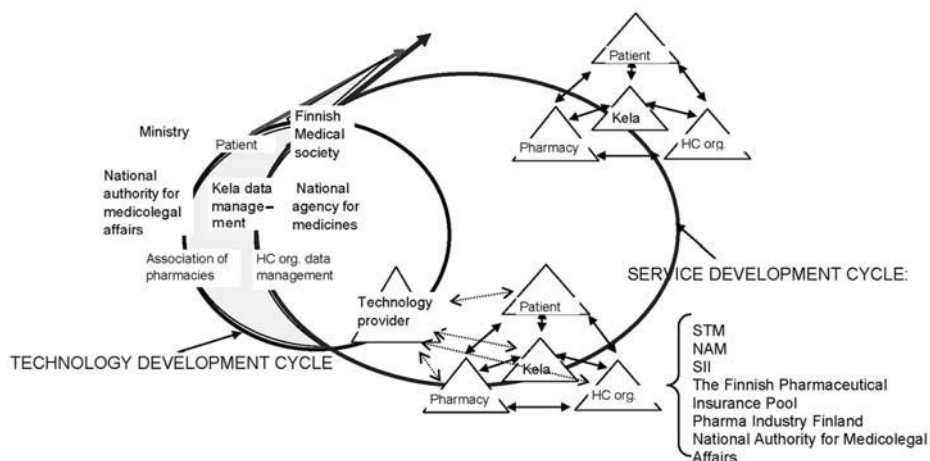 Patient
Kela
Pharmacy
HC org.
Ministry
Patient
Finnish
Medical
society
National
authority for
medicolegal
affairs
Kela data
manage–
ment
National
agency for
medicines
Association of
pharmacies
HC org. data
management
Technology
provider
Patient
Kela
Pharmacy
HC org.
SERVICE DEVELOPMENT CYCLE:
TECHNOLOGY DEVELOPMENT CYCLE
STM
NAM
SII
The Finnish Pharmaceutical
Insurance Pool
Pharma Industry Finland
National Authority for Medicolegal
Affairs